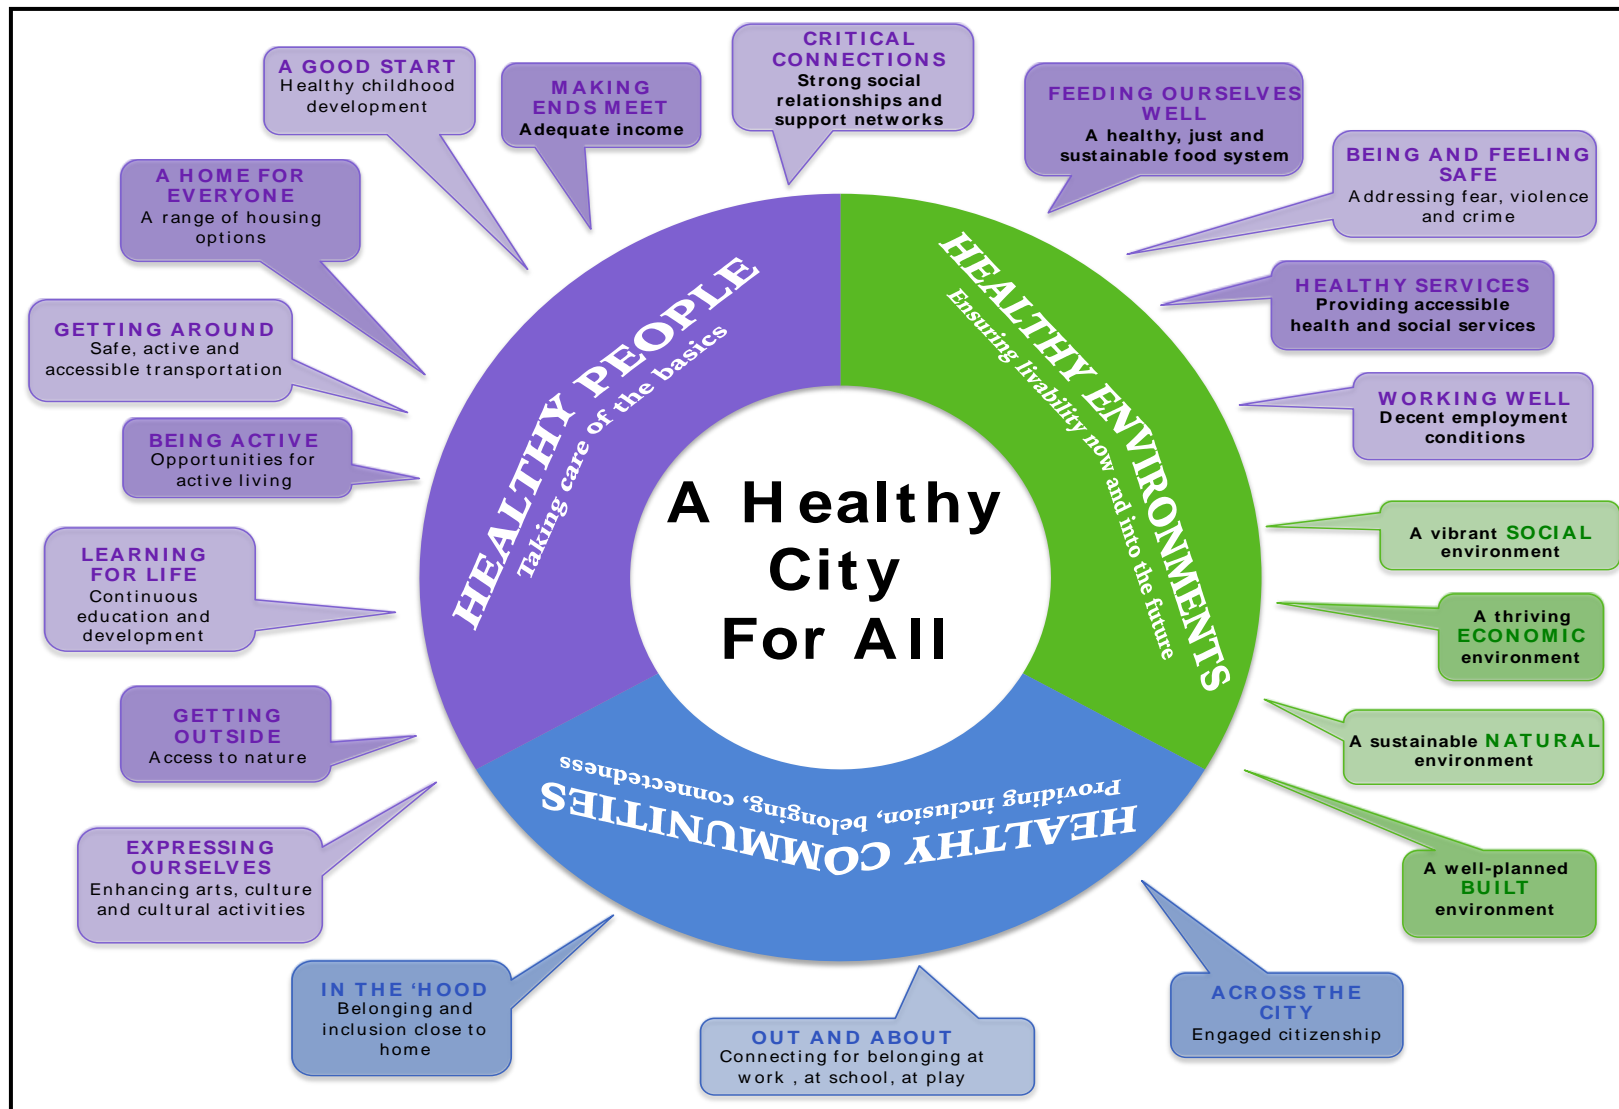 A GOOD START
Healthy childhood
development
MAKING
ENDS MEET
Adequate income
CRITICAL
CONNECTIONS
Strong social
relationships and
support networks
FEEDING OURSELVES
WELL
A healthy, just and
sustainable food system
BEING AND FEELING
SAFE
Addressing fear, violence
and crime
HEALTHY SERVICES
Providing accessible
health and social services
WORKING WELL
Decent employment
conditions
A vibrant SOCIAL
environment
A thriving
ECONOMIC
environment
A sustainable NATURAL
environment
A well-planned
BUILT
environment
ACROSS THE
CITY
Engaged citizenship
OUT AND ABOUT
Connecting for belonging at
work , at school, at play
IN THE ‘HOOD
Belonging and
inclusion close to
home
EXPRESSING
OURSELVES
Enhancing arts, culture
and cultural activities
GETTING
OUTSIDE
Access to nature
LEARNING
FOR LIFE
Continuous
education and
development
BEING ACTIVE
Opportunities for
active living
GETTING AROUND
Safe, active and
accessible transportation
A HOME FOR
EVERYONE
A range of housing
options
HEALTHY PEOPLE
Taking care of the basics
HEALTHY ENVIRONMENTS
Ensuring livability now and into the future
HEALTHY COMMUNITIES
Providing inclusion, belonging, connectedness
A Healthy
City
For All